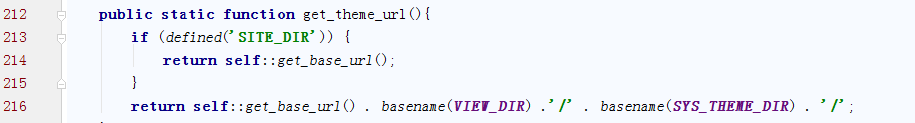 212 public static function get_theme_url(){
213 if (defined('SITE_DIR')) {
214 return self::get_base_url();
215 }
216 return self::get_base_url() . basename(VIEW_DIR) .'/' . basename(SYS_THEME_DIR) . '/';